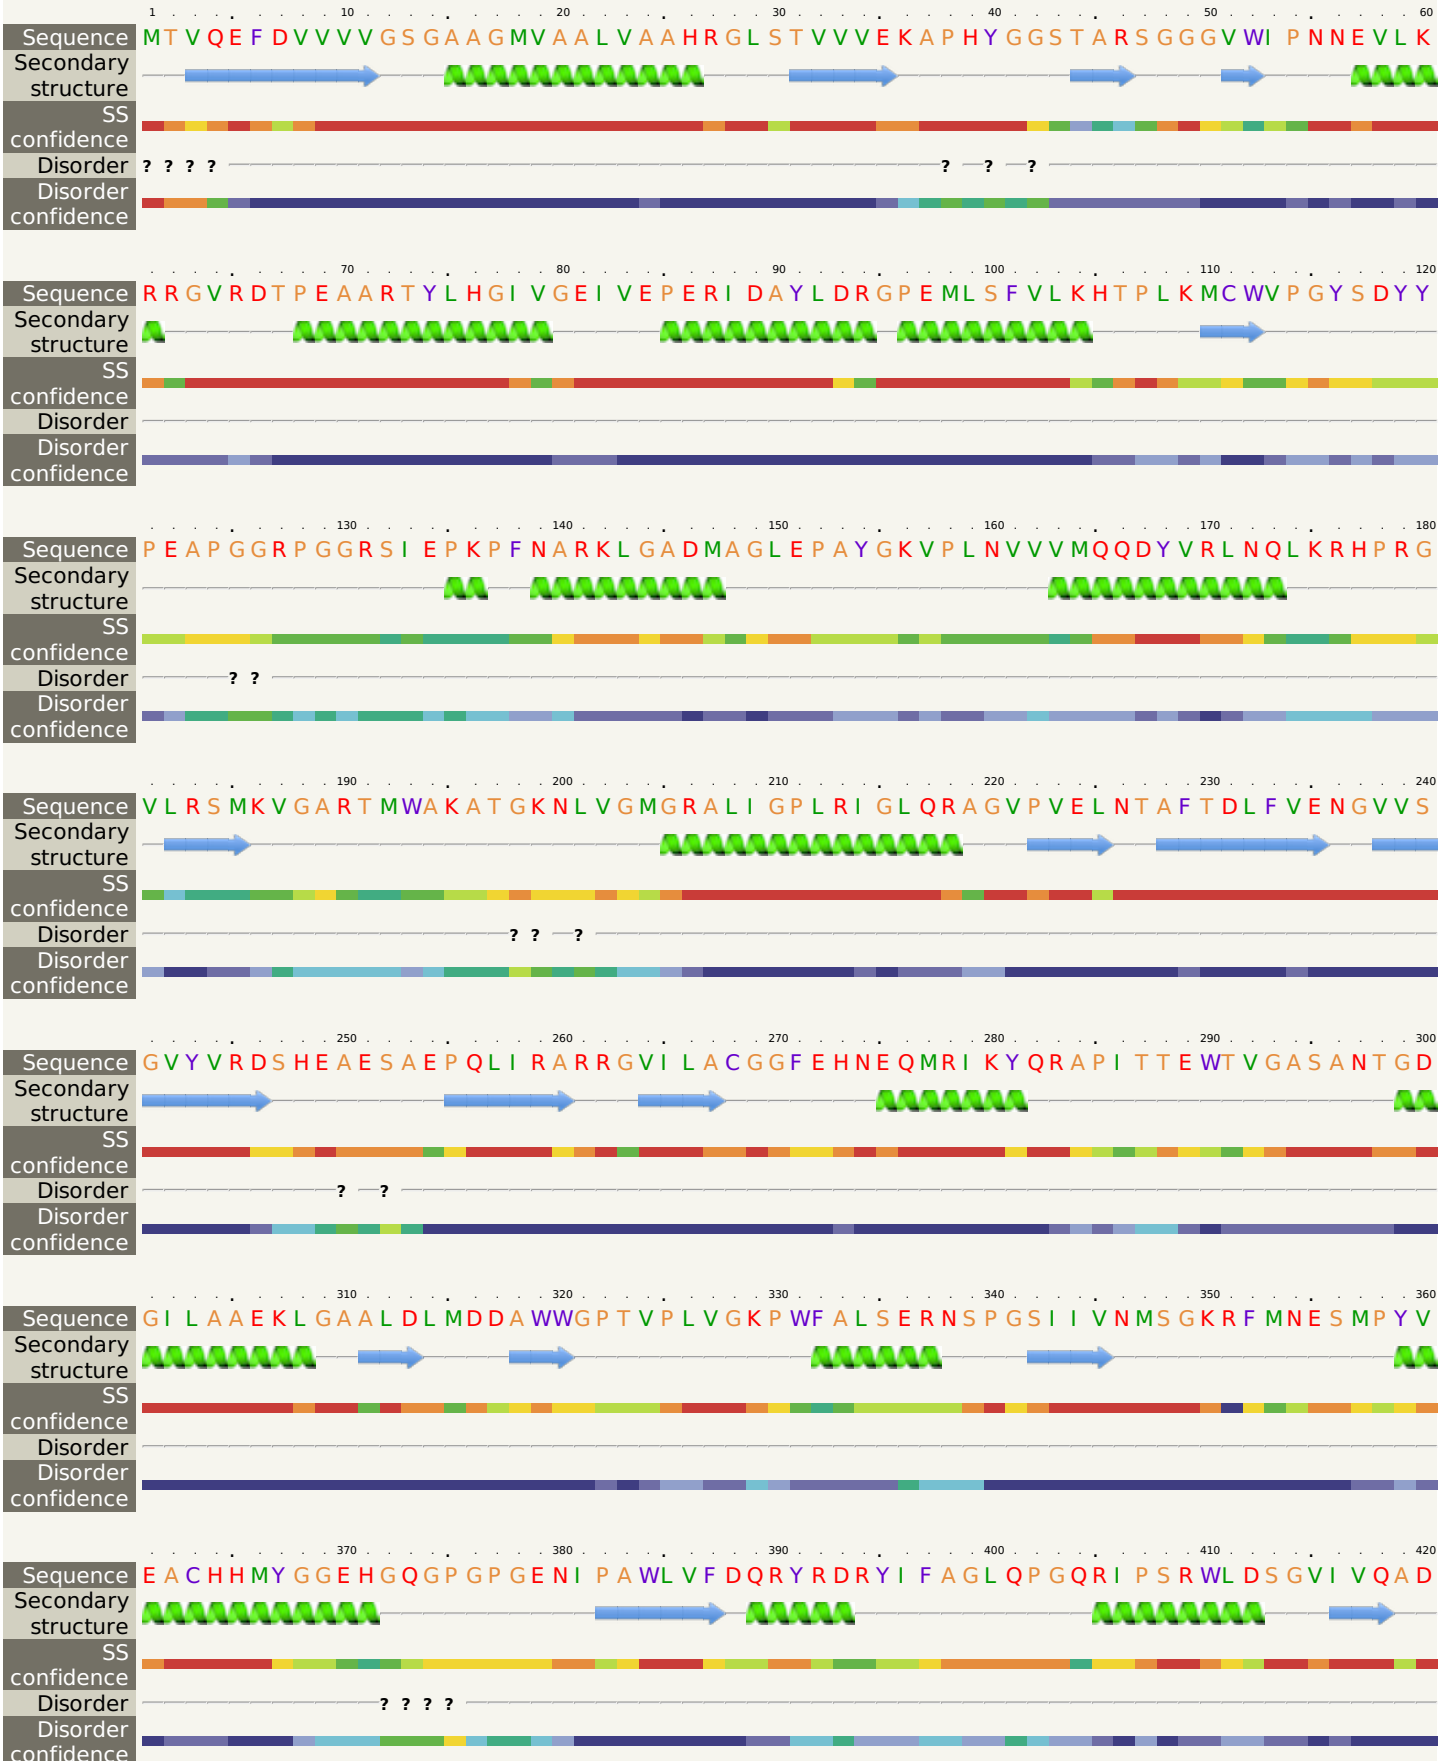 1 10 20 30 40 50 60
Sequence MTVQEFDVVVVGSGAAGMVAALVAAHRGLSTVVVEKAPHYGGSTARSGGGVWIPNNEVLK
Secondary
structure
SS
confidence
Disorder ? ? ? ? ? ? ?
Disorder
confidence
70 80 90 100 110 120
Sequence RRGVRDTPEAARTYLHGIVGEIVEPERIDAYLDRGPEMLSFVLKHTPLKMCWVPGYSDYY
Secondary
structure
SS
confidence
Disorder
Disorder
confidence
130 140 150 160 170 180
Sequence PEAPGGRPGGRSIEPKPFNARKLGADMAGLEPAYGKVPLNVVVMQQDYVRLNQLKRHPRG
Secondary
structure
SS
confidence
Disorder ? ?
Disorder
confidence
190 200 210 220 230 240
Sequence VLRSMKVGARTMWAKATGKNLVGMGRALIGPLRIGLQRAGVPVELNTAFTDLFVENGVVS
Secondary
structure
SS
confidence
Disorder ? ? ?
Disorder
confidence
250 260 270 280 290 300
Sequence GVYVRDSHEAESAEPQLIRARRGVILACGGFEHNEQMRIKYQRAPITTEWTVGASANTGD
Secondary
structure
SS
confidence
Disorder ? ?
Disorder
confidence
310 320 330 340 350 360
Sequence GILAAEKLGAALDLMDDAWWGPTVPLVGKPWFALSERNSPGSIIVNMSGKRFMNESMPYV
Secondary
structure
SS
confidence
Disorder
Disorder
confidence
370 380 390 400 410 420
Sequence EACHHMYGGEHGQGPGPGENIPAWLVFDQRYRDRYIFAGLQPGQRIPSRWLDSGVIVQAD
Secondary
structure
SS
confidence
Disorder ? ? ? ?
Disorder
confidence